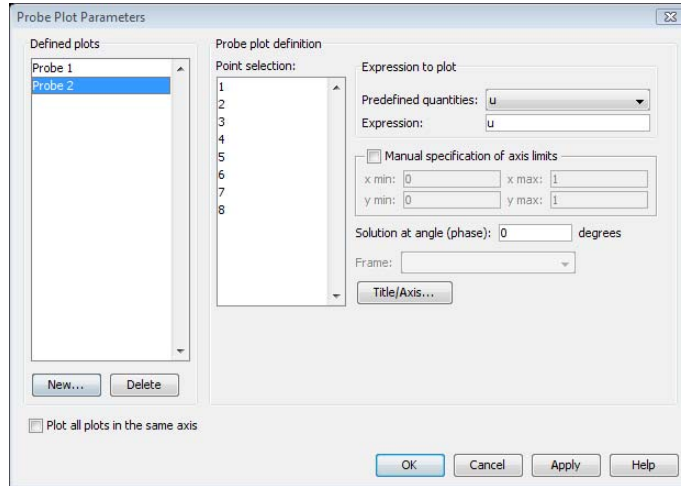 Probe Plot Parameters
Defined plots
Probe 1
Probe 2
New...
Delete
Plot all plots in the same axis
Probe plot definition
Point selection:
1
2
3
4
5
6
7
8
Expression to plot
Predefined quantities: u
Expression: u
Manual specification of axis limits
x min: 0 x max: 1
y min: 0 y max: 1
Solution at angle (phase): 0 degrees
Frame:
Title/Axis...
OK Cancel Apply Help